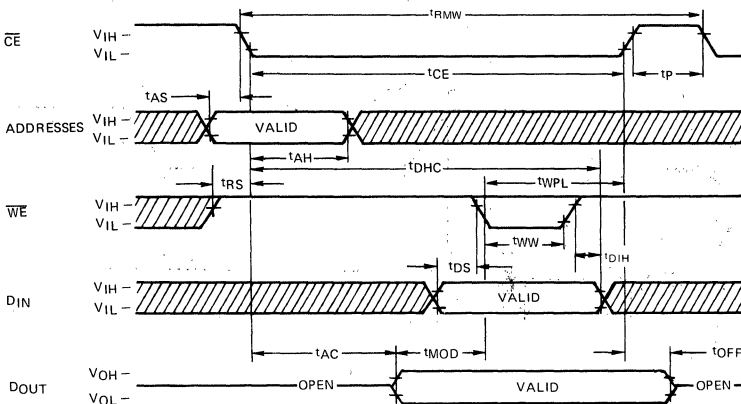 tRMW
CE
VIH
VIL
tCE
tP
tAS
ADDRESSES
VIH
VIL
VALID
tAH
tDHC
tRS
tWPL
WE
VIH
VIL
tWW
tDS
tDIH
DIN
VIH
VIL
VALID
tAC
tMOD
tOFF
DOUT
VOH
VOL
OPEN
VALID
OPEN